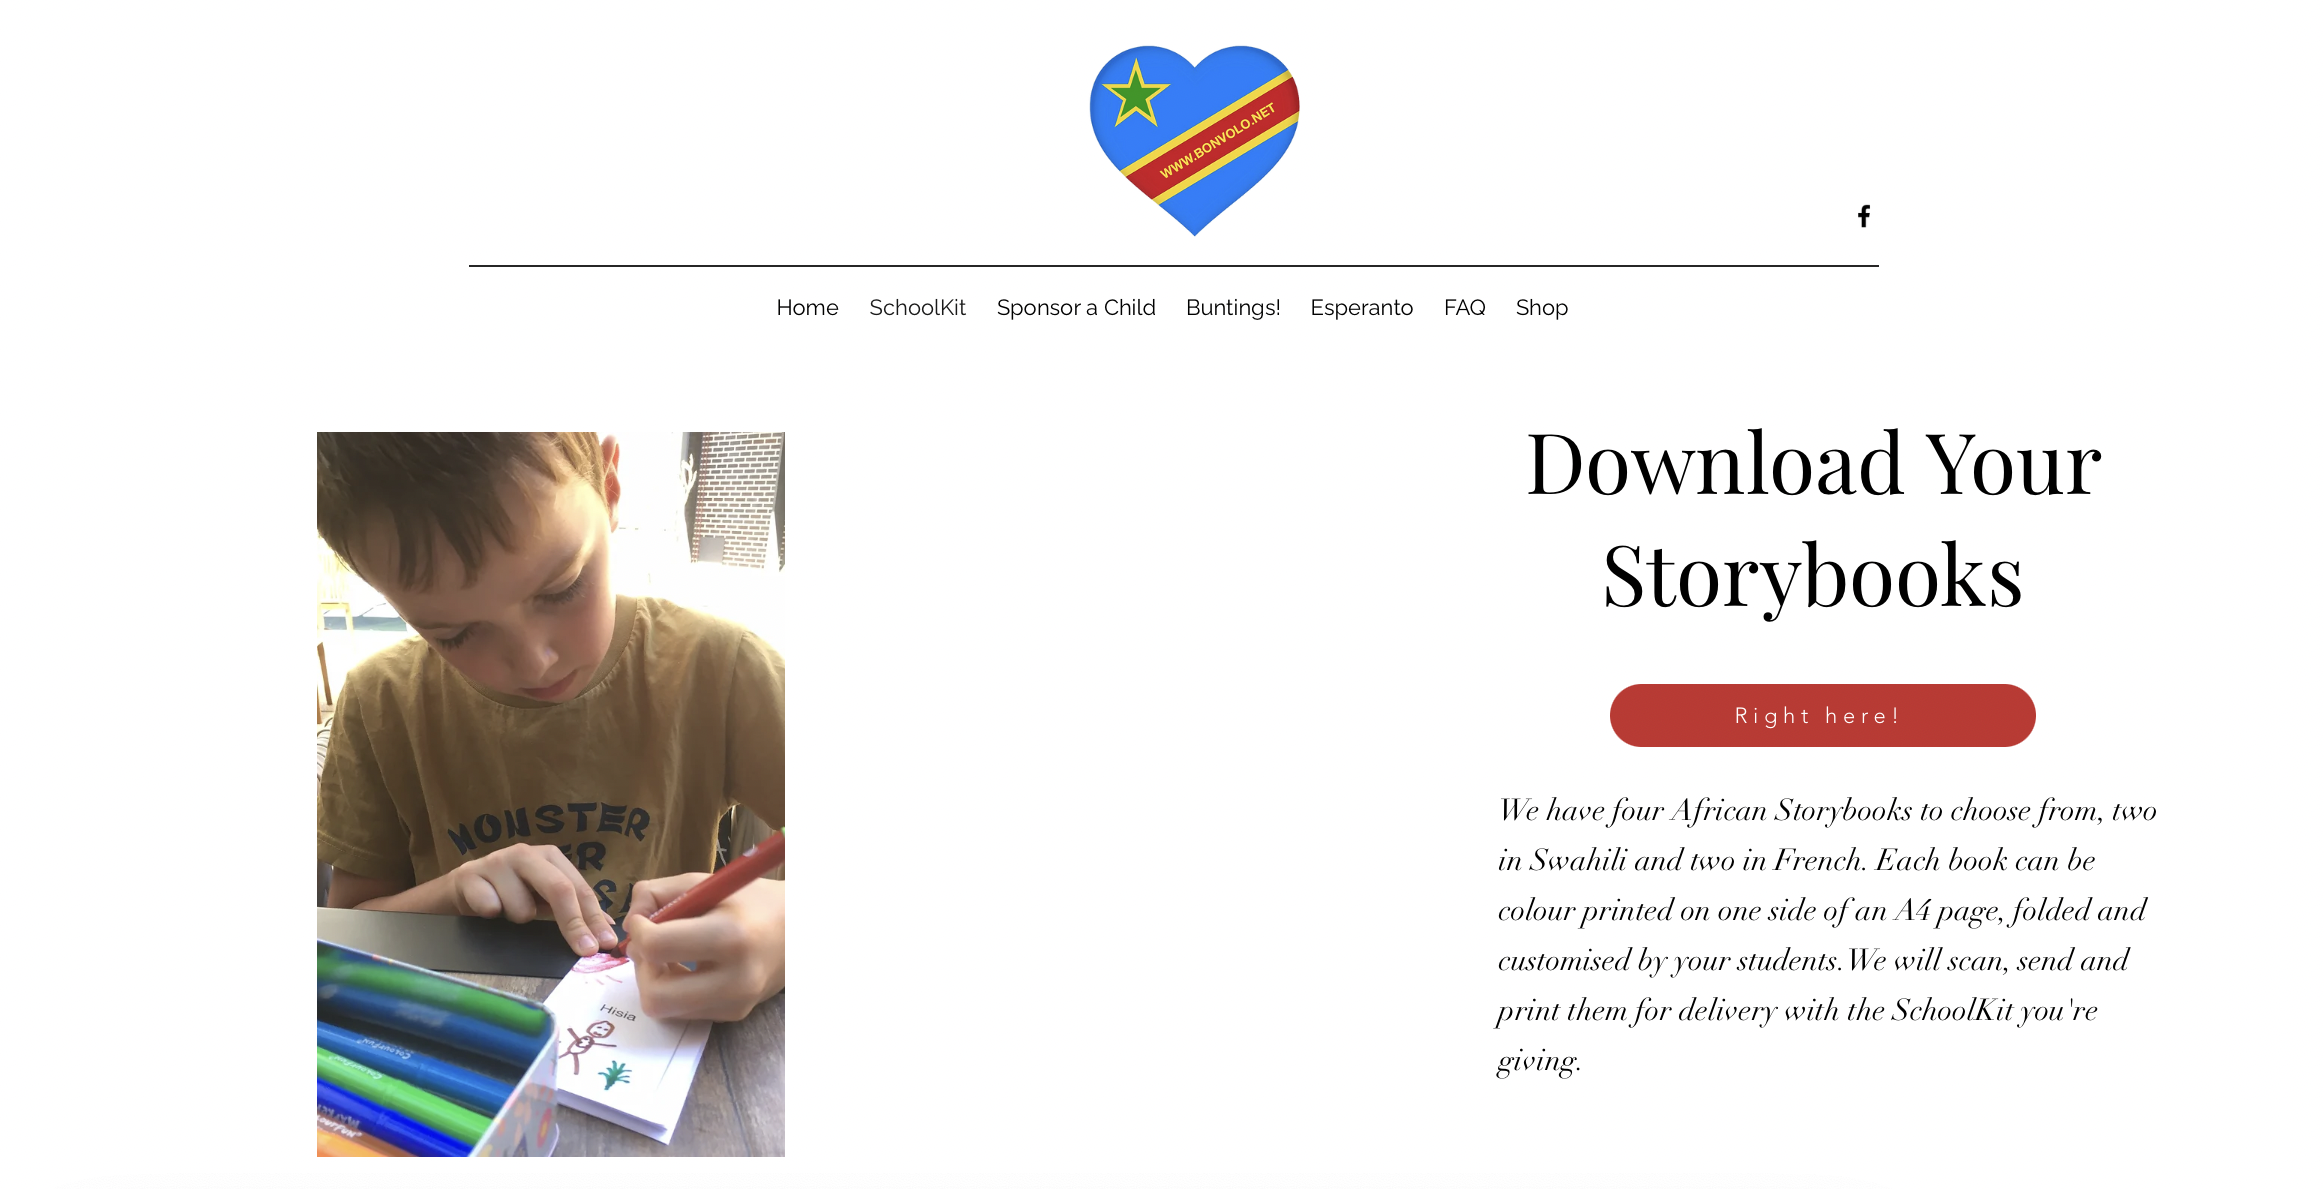 WWW.BONVOLO.NET
Home SchoolKit Sponsor a Child Buntings! Esperanto FAQ Shop
MONSTER
Hisia
Download Your
Storybooks
Right here!
We have four African Storybooks to choose from, two
in Swahili and two in French. Each book can be
colour printed on one side of an A4 page, folded and
customised by your students. We will scan, send and
print them for delivery with the SchoolKit you're
giving.